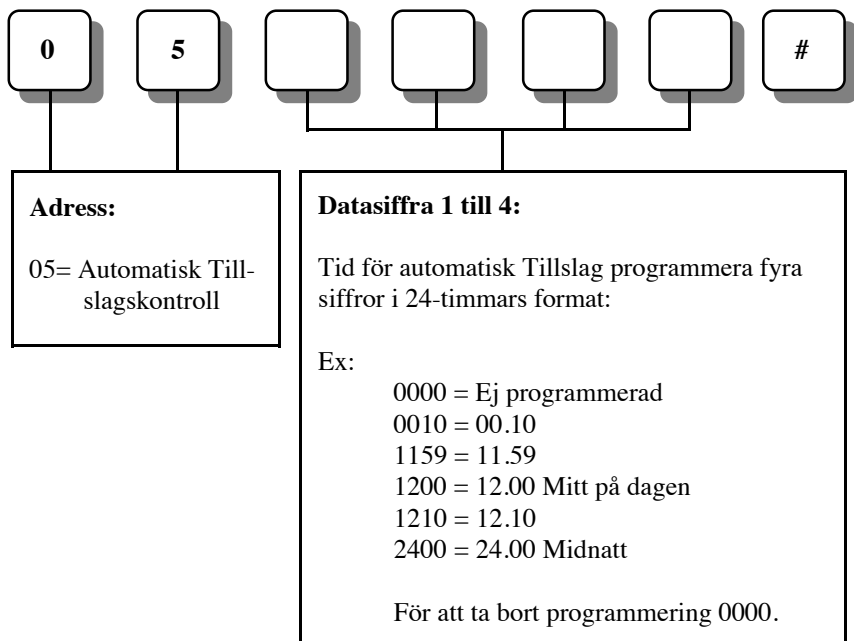 0 5 #
Adress:
05= Automatisk Till-
slagskontroll
Datasiffra 1 till 4:
Tid för automatisk Tillslag programmera fyra
siffror i 24-timmars format:
Ex:
0000 = Ej programmerad
0010 = 00.10
1159 = 11.59
1200 = 12.00 Mitt på dagen
1210 = 12.10
2400 = 24.00 Midnatt
För att ta bort programmering 0000.